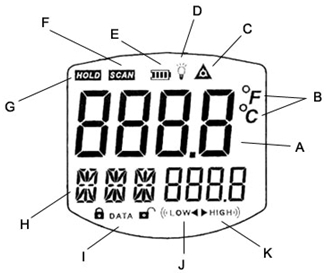 D
F E C
HOLD SCAN
G
°F
B
°C
888.8
A
888.8
H
DATA ((LOW◀ ▶HIGH))
I J K